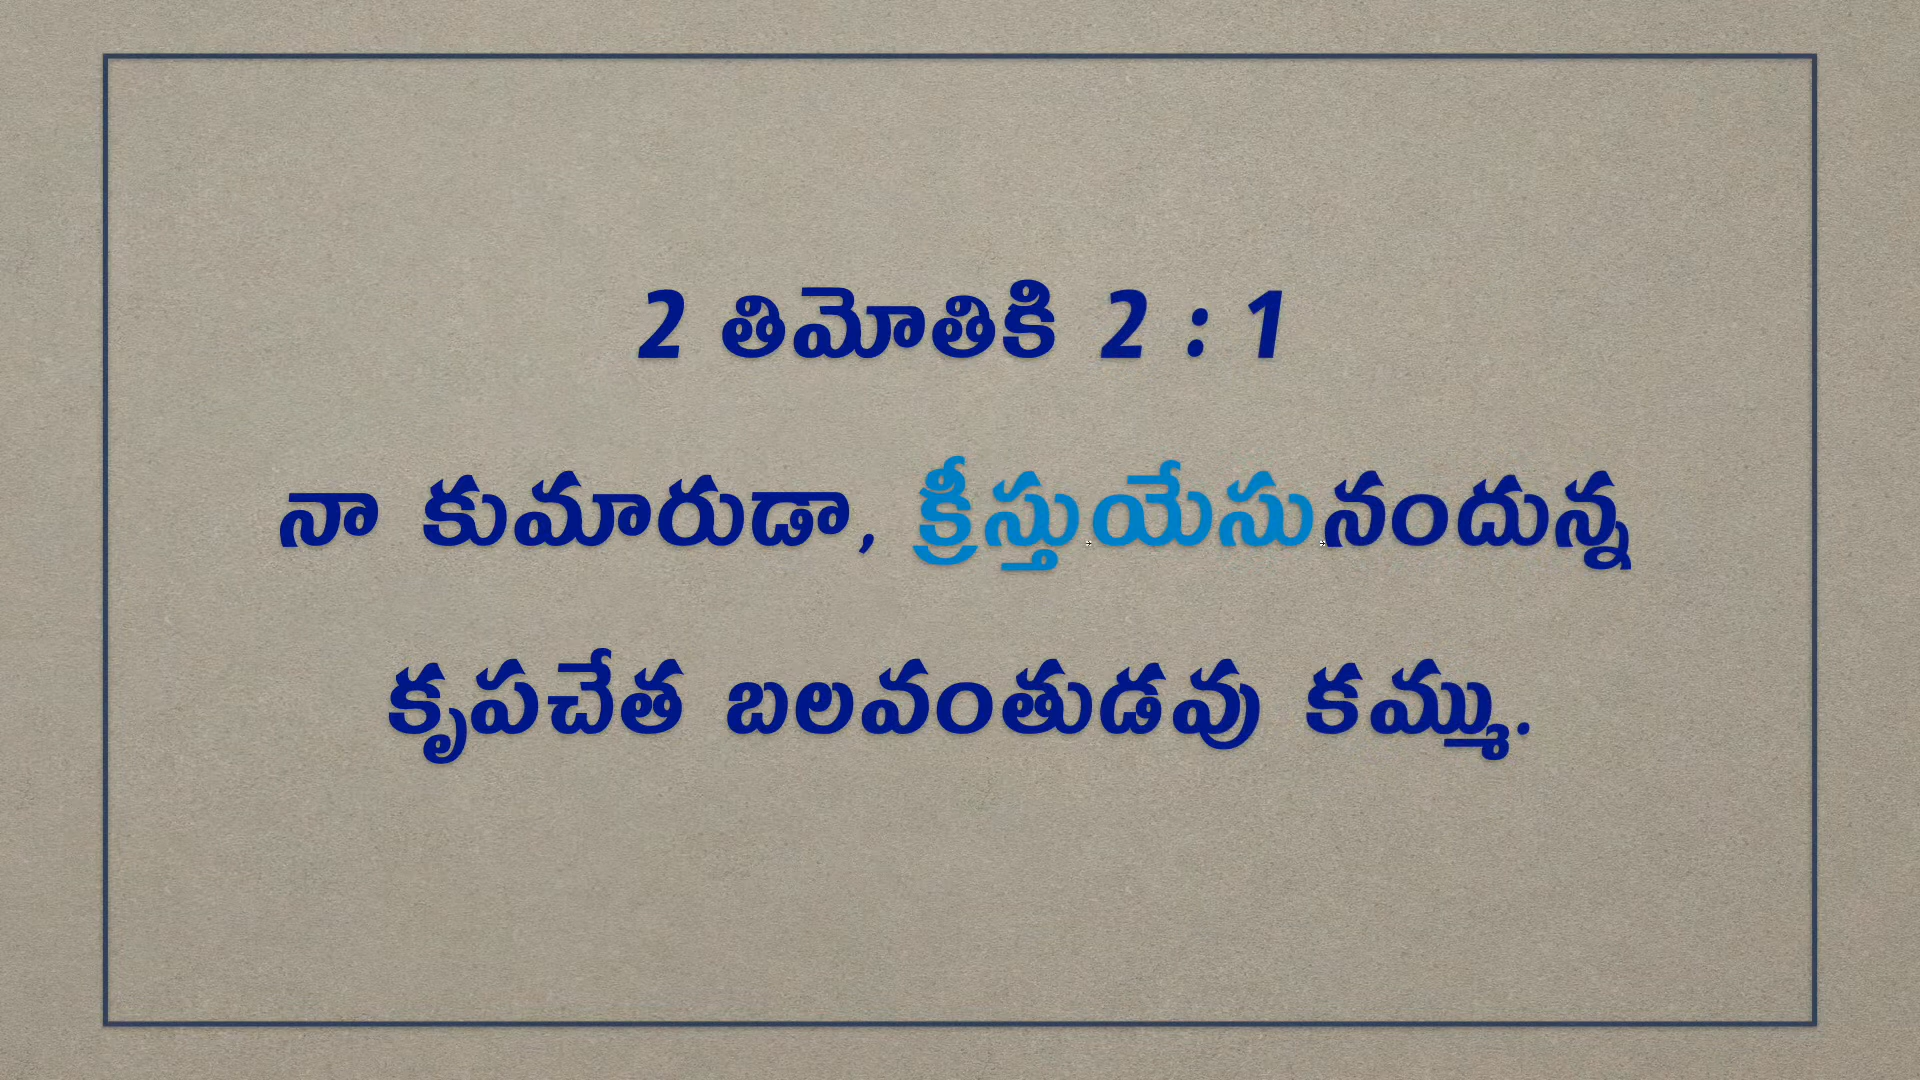 2 తిమోతికి 2 : 1
నా కుమారుడా, క్రీస్తుయేసునందున్న
కృపచేత బలవంతుడవు కమ్ము.